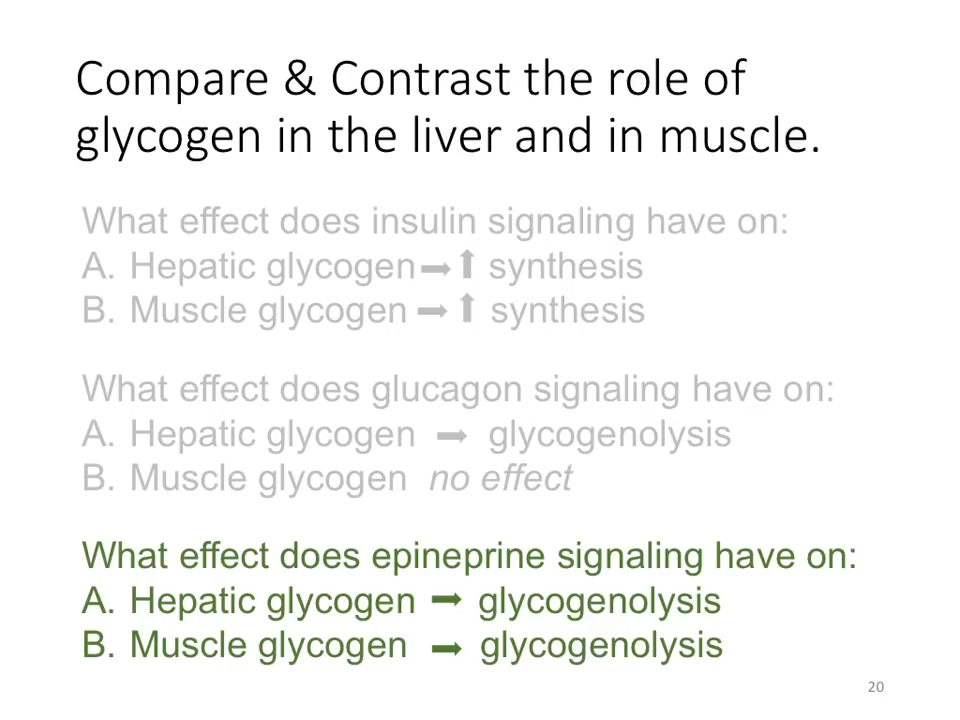 Compare & Contrast the role of
glycogen in the liver and in muscle.
What effect does insulin signaling have on:
A. Hepatic glycogen ➡ ⬆ synthesis
B. Muscle glycogen ➡ ⬆ synthesis
What effect does glucagon signaling have on:
A. Hepatic glycogen ➡ glycogenolysis
B. Muscle glycogen no effect
What effect does epineprine signaling have on:
A. Hepatic glycogen ➡ glycogenolysis
B. Muscle glycogen ➡ glycogenolysis
20